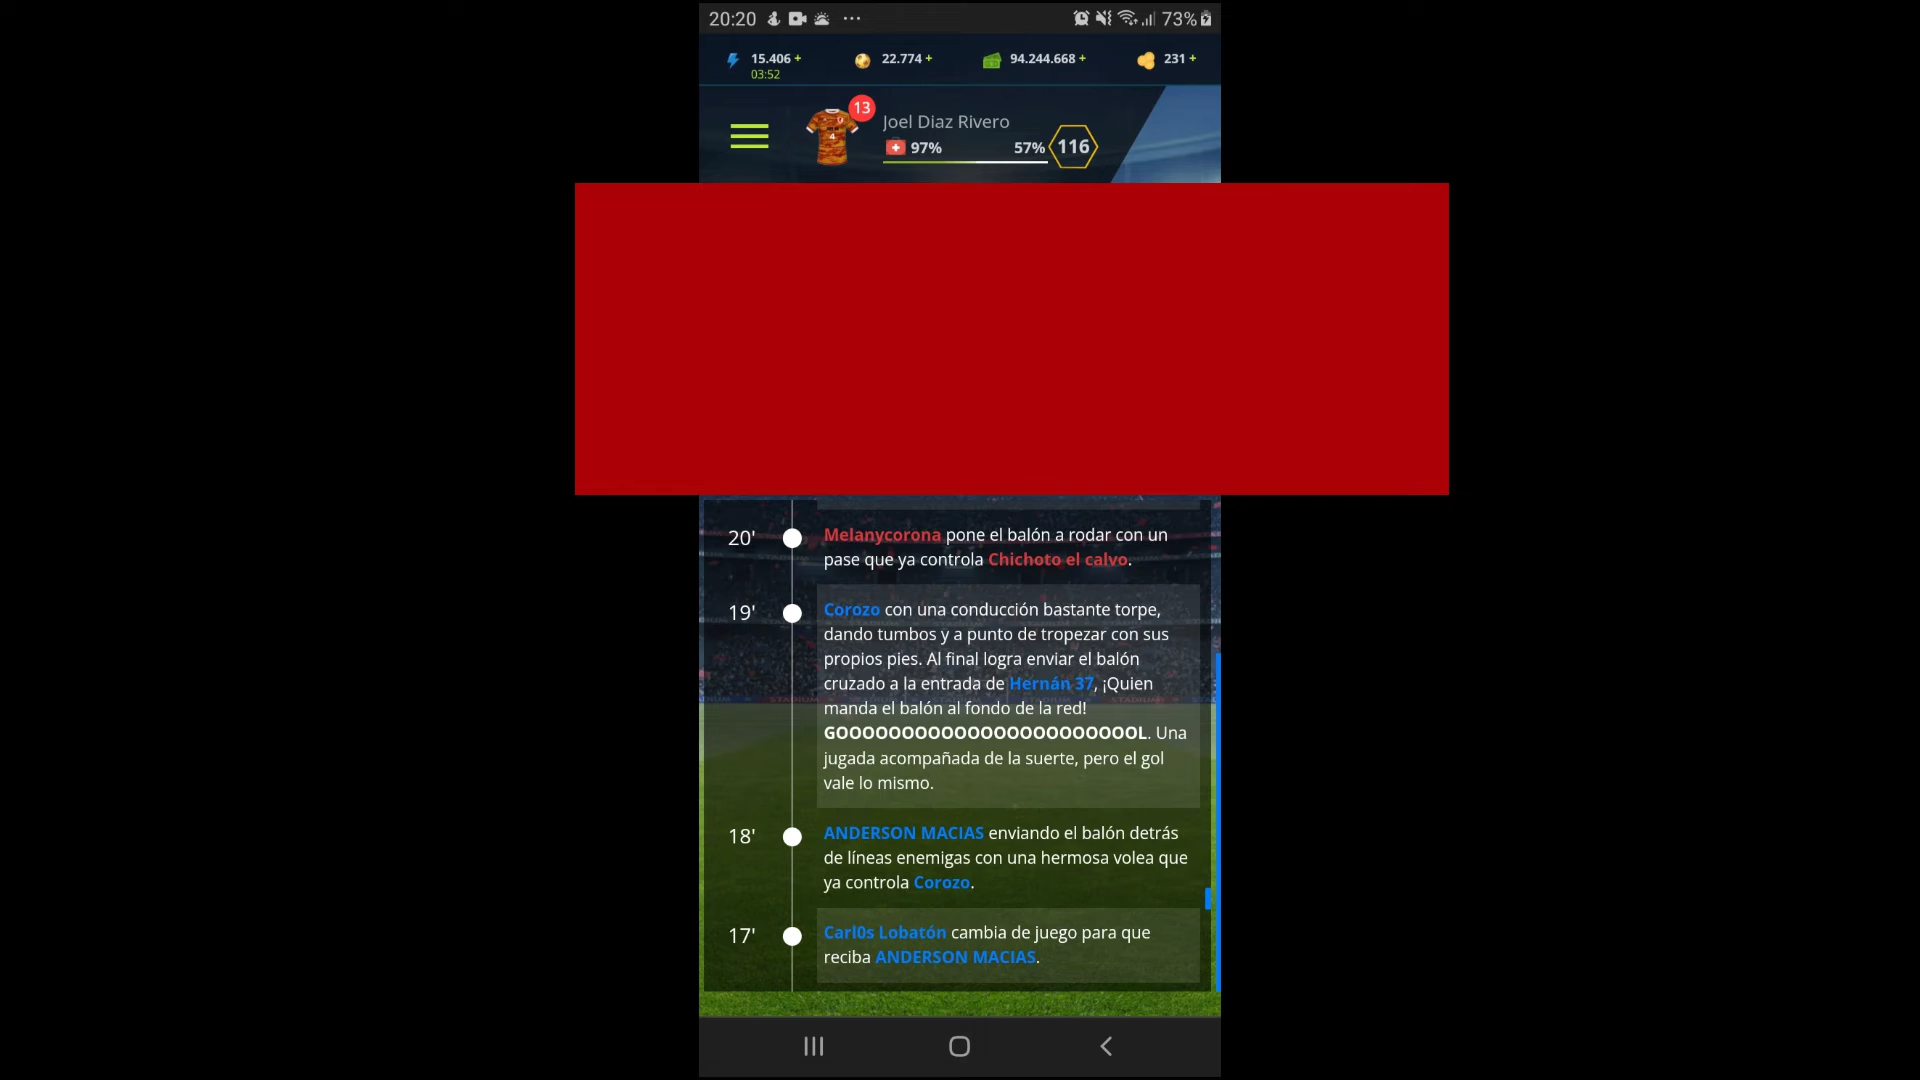 20:20 73%
15.406 + 22.774 + 94.244.668 + 231 +
03:52
13
Joel Diaz Rivero
4
97% 57% 116
20' Melanycorona pone el balón a rodar con un
pase que ya controla Chichoto el calvo.
19' Corozo con una conducción bastante torpe,
dando tumbos y a punto de tropezar con sus
propios pies. Al final logra enviar el balón
cruzado a la entrada de Hernán 37, ¡Quien
manda el balón al fondo de la red!
GOOOOOOOOOOOOOOOOOOOOOOOL. Una
jugada acompañada de la suerte, pero el gol
vale lo mismo.
18' ANDERSON MACIAS enviando el balón detrás
de líneas enemigas con una hermosa volea que
ya controla Corozo.
17' Carl0s Lobatón cambia de juego para que
reciba ANDERSON MACIAS.